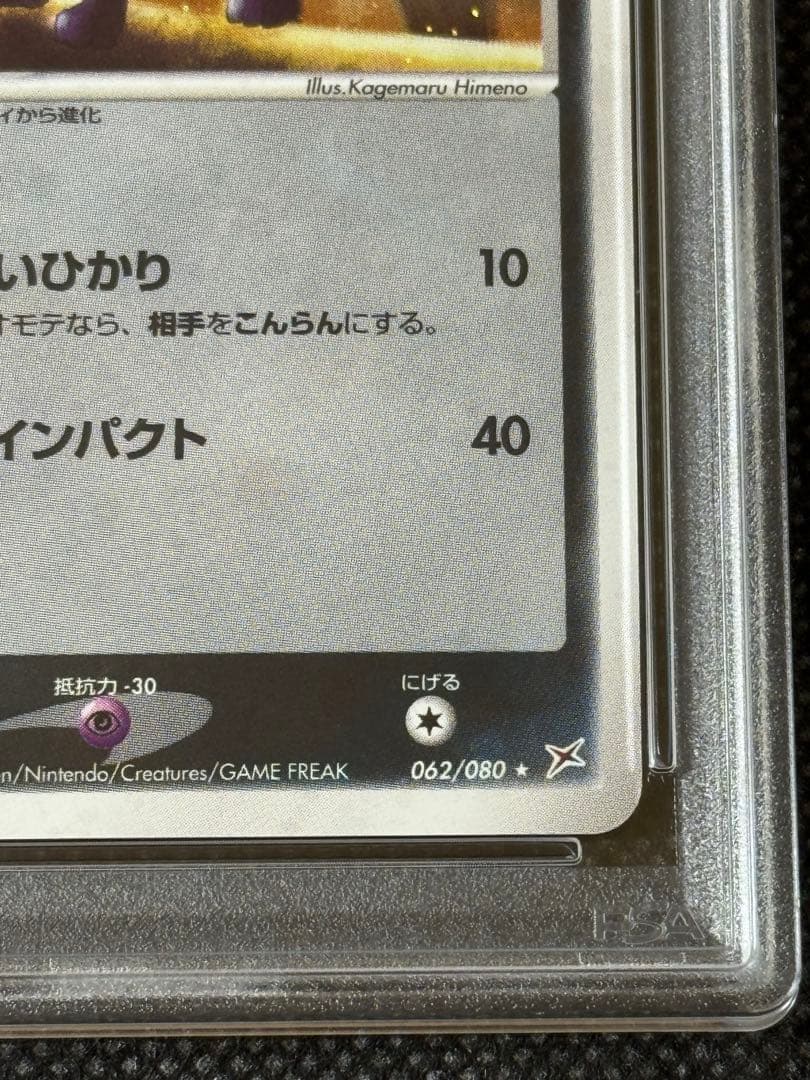 Illus.Kagemaru Himeno
ィから進化
いひかり 10
オモテなら、相手をこんらんにする。
インパクト 40
抵抗力 -30
にげる
n/Nintendo/Creatures/GAME FREAK
062/080 ★
PSA